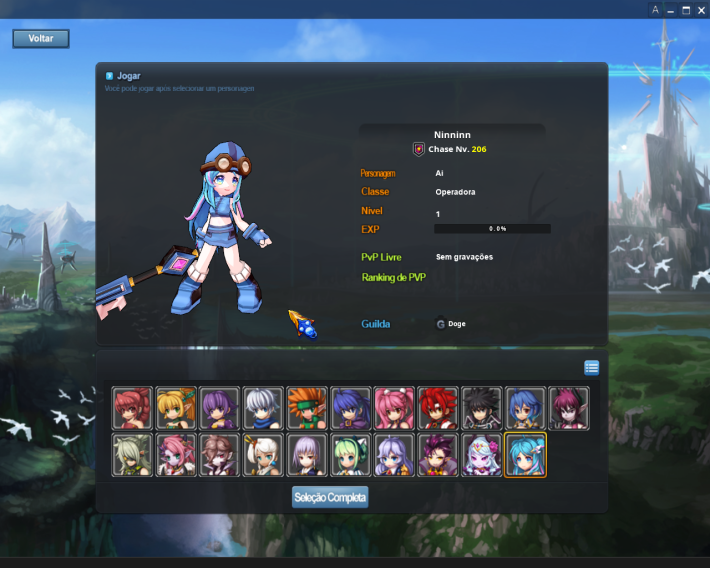 A
Voltar
Jogar
Você pode jogar após selecionar um personagen
Ninninn
Chase Nv. 206
Personagem Ai
Classe Operadora
Nível 1
EXP 0.0%
PvP Livre Sem gravações
Ranking de PVP
Guilda G Doge
Seleção Completa